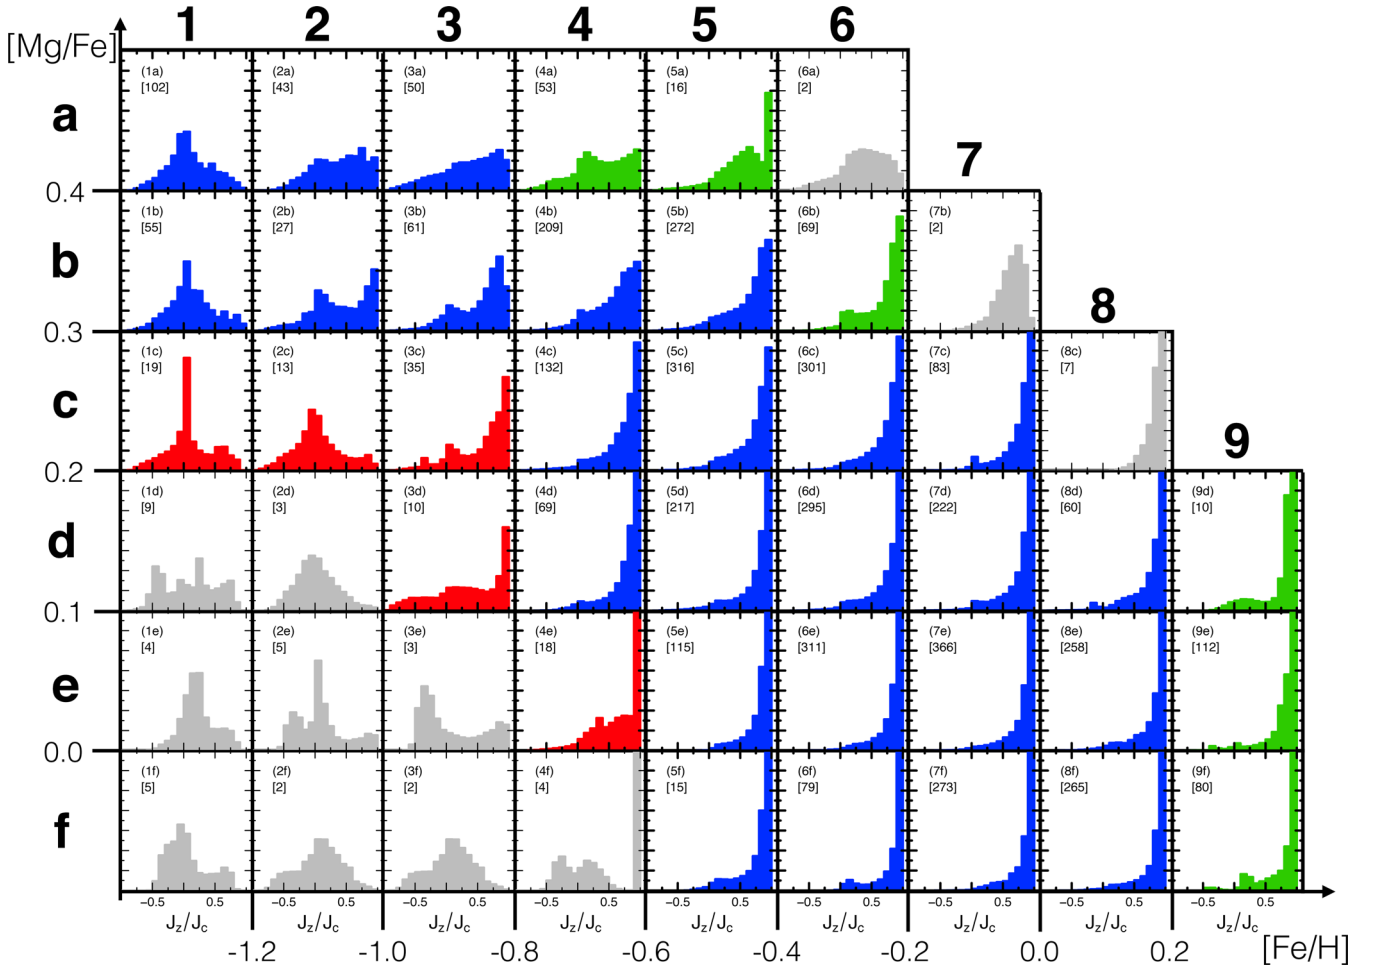 1 2 3 4 5 6
[Mg/Fe]
(1a) (2a) (3a) (4a) (5a) (6a)
[102] [43] [50] [53] [16] [2]
a
7
0.4
(1b) (2b) (3b) (4b) (5b) (6b) (7b)
[55] [27] [61] [209] [272] [69] [2]
b
8
0.3
(1c) (2c) (3c) (4c) (5c) (6c) (7c) (8c)
[19] [13] [35] [132] [316] [301] [83] [7]
c
9
0.2
(1d) (2d) (3d) (4d) (5d) (6d) (7d) (8d) (9d)
[9] [3] [10] [69] [217] [295] [222] [60] [10]
d
0.1
(1e) (2e) (3e) (4e) (5e) (6e) (7e) (8e) (9e)
[4] [5] [3] [18] [115] [311] [366] [258] [112]
e
0.0
(1f) (2f) (3f) (4f) (5f) (6f) (7f) (8f) (9f)
[5] [2] [2] [4] [15] [79] [273] [265] [80]
f
-0.5 0.5 -0.5 0.5 -0.5 0.5 -0.5 0.5 -0.5 0.5 -0.5 0.5 -0.5 0.5 -0.5 0.5 -0.5 0.5
Jz/Jc Jz/Jc Jz/Jc Jz/Jc Jz/Jc Jz/Jc Jz/Jc Jz/Jc Jz/Jc
-1.2 -1.0 -0.8 -0.6 -0.4 -0.2 0.0 0.2 [Fe/H]